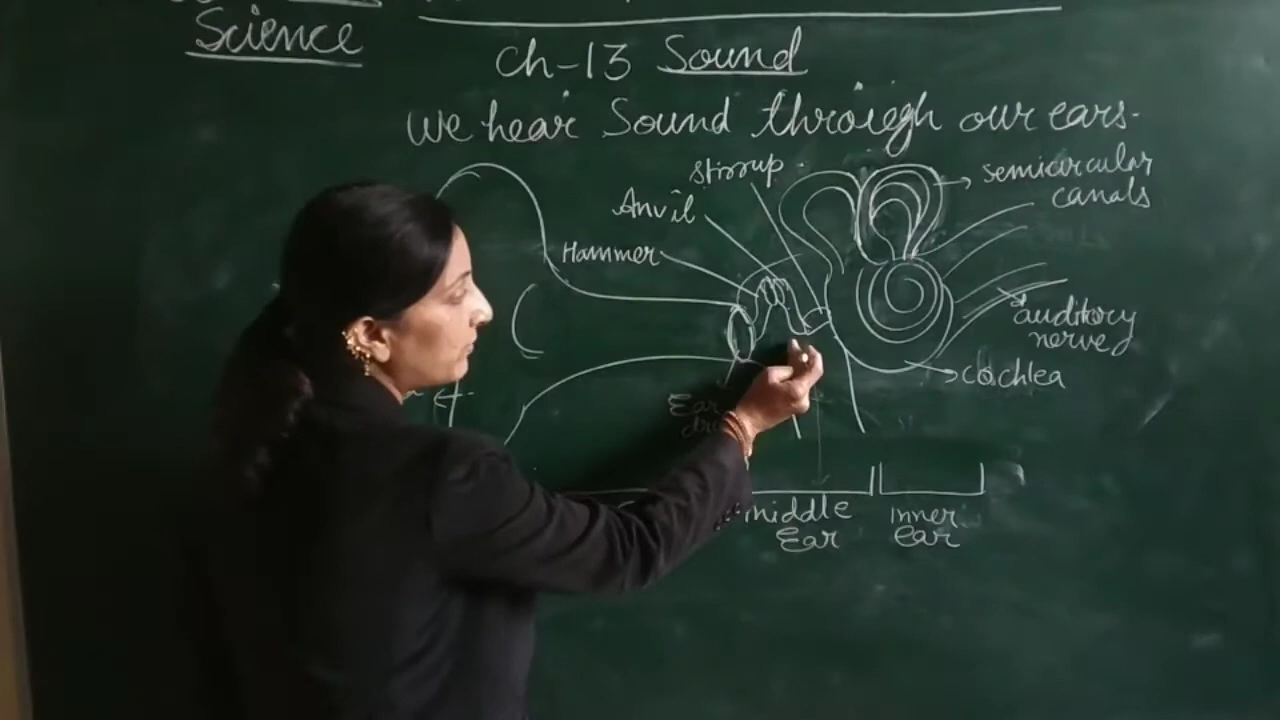 Science
Ch-13 Sound
We hear Sound through our ears.
Stirrup
Anvil
Hammer
semicircular
canals
auditory
nerve
cochlea
Ear
middle
Ear
inner
ear